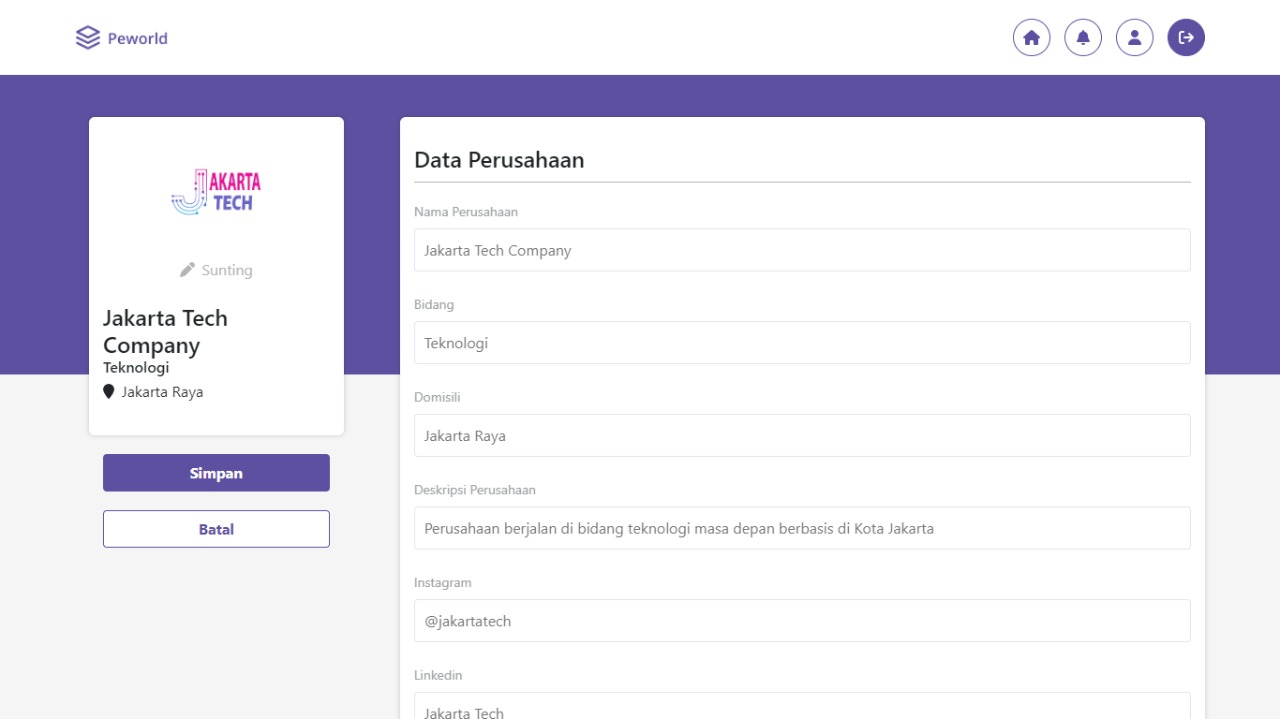 Peworld
AKARTA
TECH
Sunting
Jakarta Tech
Company
Teknologi
Jakarta Raya
Simpan
Batal
Data Perusahaan
Nama Perusahaan
Jakarta Tech Company
Bidang
Teknologi
Domisili
Jakarta Raya
Deskripsi Perusahaan
Perusahaan berjalan di bidang teknologi masa depan berbasis di Kota Jakarta
Instagram
@jakartatech
Linkedin
Jakarta Tech